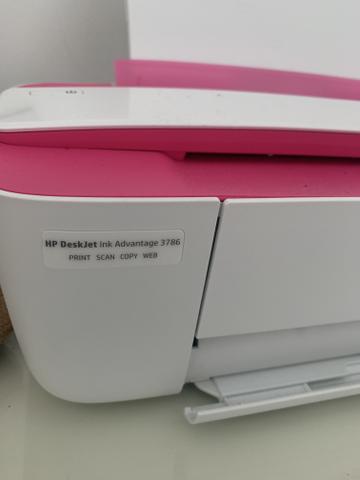 HP DeskJet Ink Advantage 3786
PRINT SCAN COPY WEB